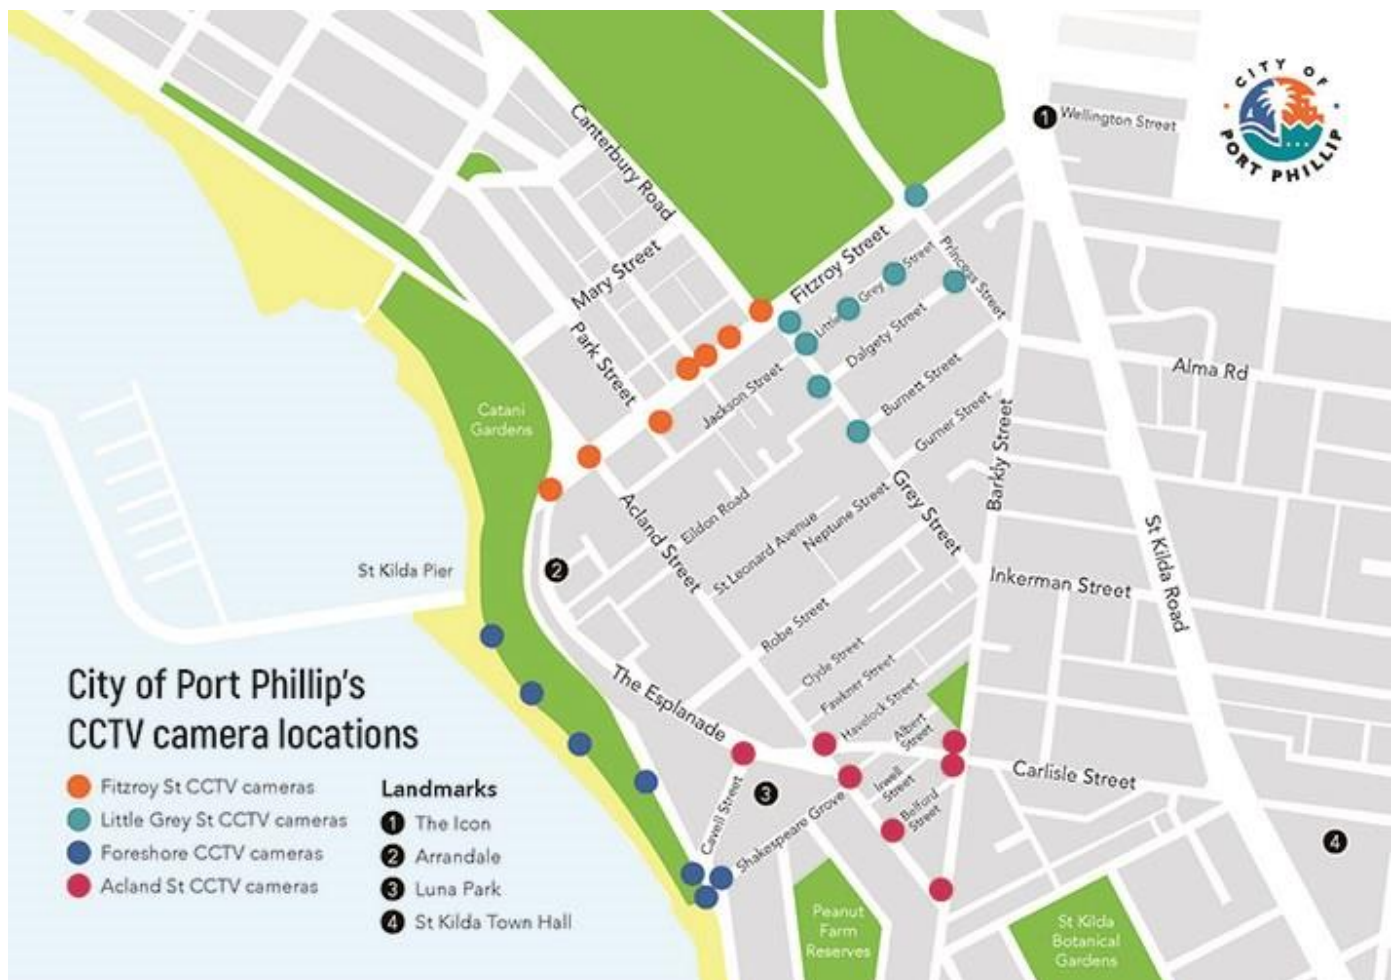 CITY OF
PORT PHILLIP
1
Wellington Street
Canterbury Road
Fitzroy Street
Princess Street
Mary Street
Little Grey Street
Park Street
Dalgety Street
Alma Rd
Jackson Street
Burnett Street
Catani
Gardens
Gurner Street
Barkly Street
Grey Street
Acland Street
Eildon Road
Neptune Street
St Leonard Avenue
St Kilda Road
2
St Kilda Pier
Inkerman Street
Robe Street
Clyde Street
Fawkner Street
Havelock Street
The Esplanade
Albert
Street
Carlisle Street
Irwell
Street
Belford
Street
3
Cavell Street
Shakespeare Grove
4
Peanut
Farm
Reserves
St Kilda
Botanical
Gardens
City of Port Phillip's
CCTV camera locations
Fitzroy St CCTV cameras
Little Grey St CCTV cameras
Foreshore CCTV cameras
Acland St CCTV cameras
Landmarks
1 The Icon
2 Arrandale
3 Luna Park
4 St Kilda Town Hall